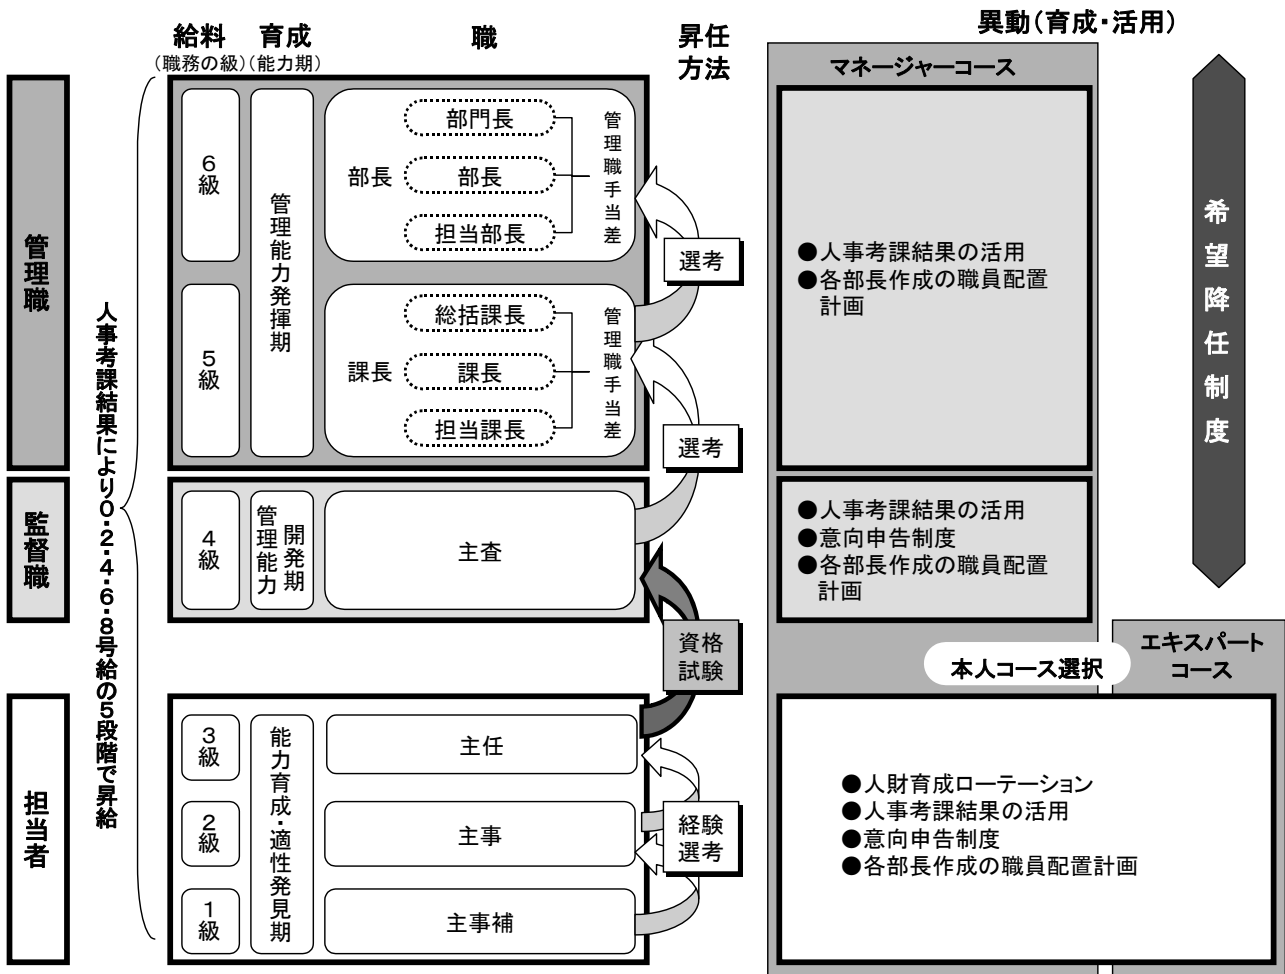 給料
(職務の級)
育成
(能力期)
職
昇任
方法
異動(育成・活用)
管理職
監督職
担当者
人事考課結果により0・2・4・6・8号給の5段階で昇給
6級
5級
管理能力発揮期
部長
部門長
部長
担当部長
管理職手当差
課長
総括課長
課長
担当課長
管理職手当差
選考
選考
4級
管理能力
開発期
主査
資格
試験
3級
2級
1級
能力育成・適性発見期
主任
主事
主事補
経験
選考
マネージャーコース
●人事考課結果の活用
●各部長作成の職員配置
計画
●人事考課結果の活用
●意向申告制度
●各部長作成の職員配置
計画
本人コース選択
エキスパート
コース
●人財育成ローテーション
●人事考課結果の活用
●意向申告制度
●各部長作成の職員配置計画
希望降任制度